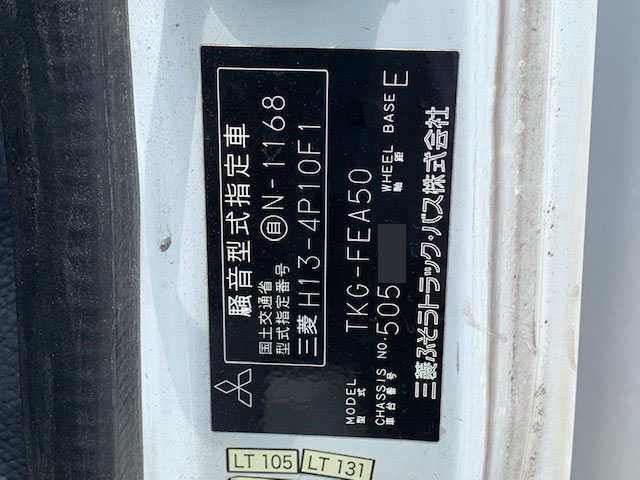 騒音型式指定車
国土交通省
型式指定番号
自 N-1168
三菱 H13-4P10F1
MODEL
型式
TKG-FEA50
CHASSIS NO.
車台番号
505
WHEEL BASE
軸距
E
三菱ふそうトラック・バス株式会社
LT 105
LT 131